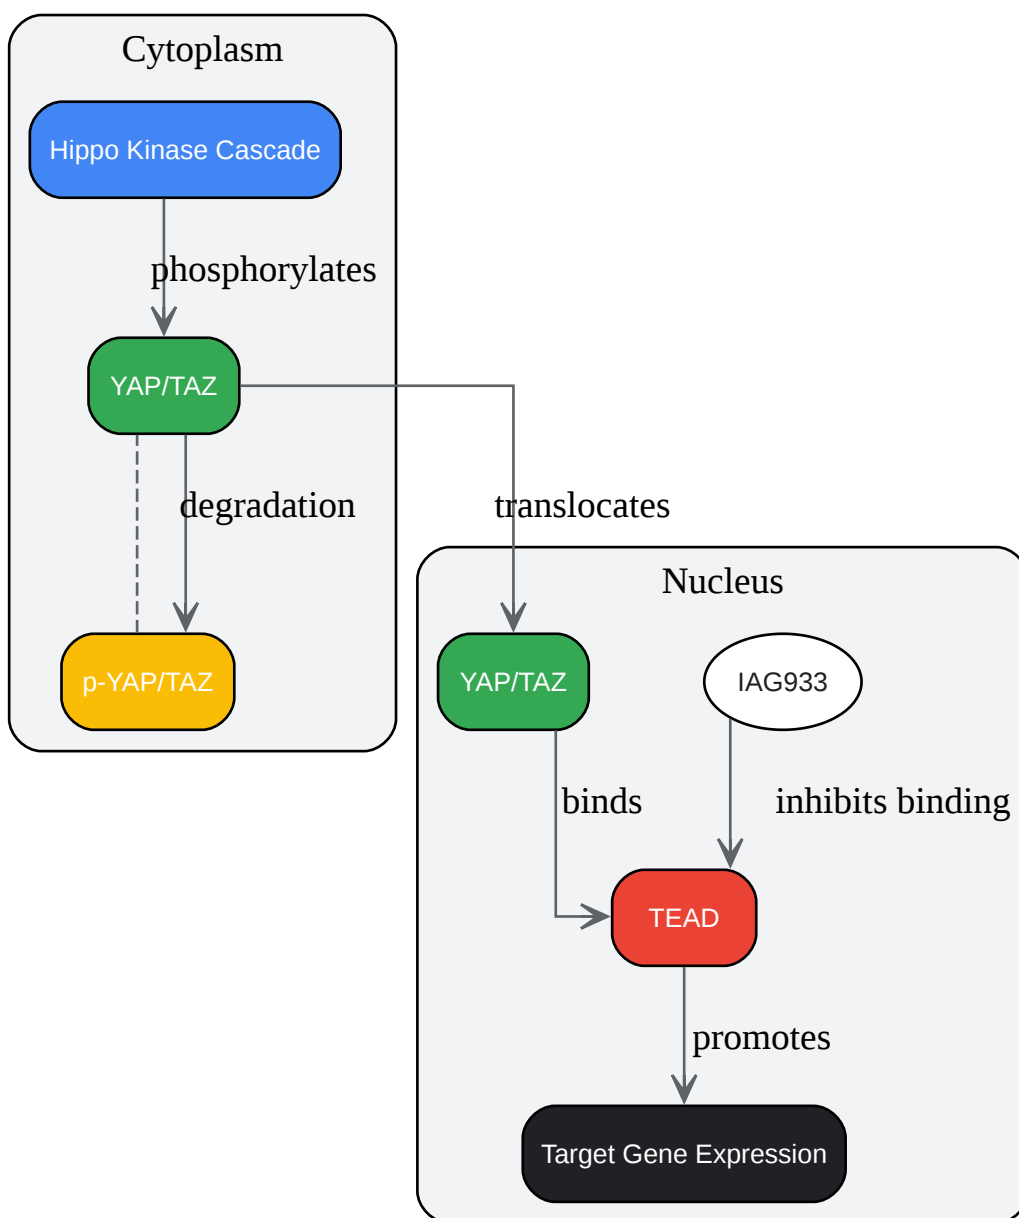 Cytoplasm
Hippo Kinase Cascade
phosphorylates
YAP/TAZ
degradation
translocates
p-YAP/TAZ
Nucleus
YAP/TAZ
IAG933
binds
inhibits binding
TEAD
promotes
Target Gene Expression